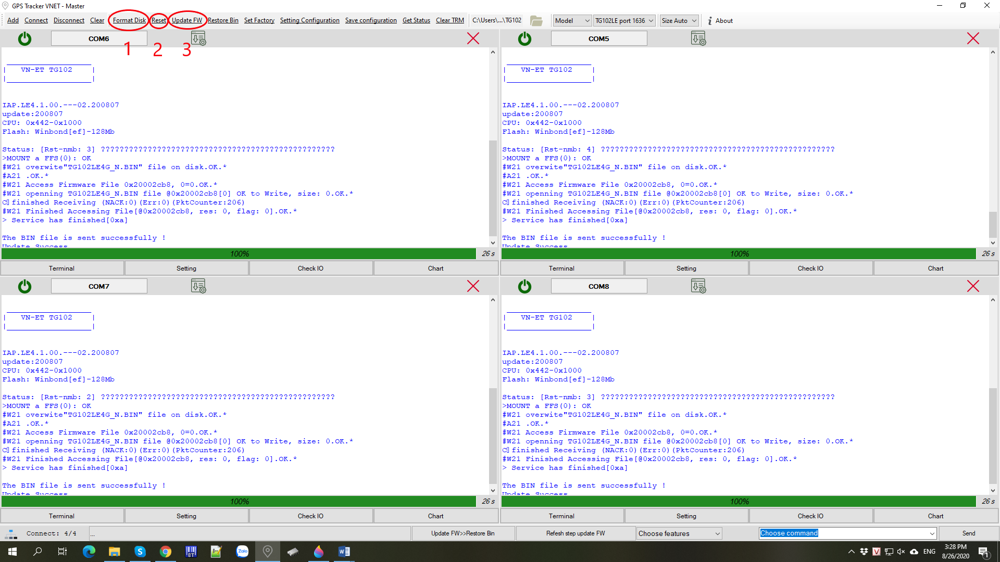 GPS Tracker VNET - Master
Add Connect Disconnect Clear Format Disk Reset Update FW Restore Bin Set Factory Setting Configuration Save configuration Get Status Clear TRM C:\Users\...\TG102 Model TG102LE port 1636 Size Auto About
1 2 3
COM6
VN-ET TG102
IAP.LE4.1.00.---02.200807
update:200807
CPU: 0x442-0x1000
Flash: Winbond[ef]-128Mb
Status: [Rst-nmb: 3] ??????????????????????????????????????????????????
>MOUNT a FFS(0): OK
#W21 overwite"TG102LE4G_N.BIN" file on disk.OK.*
#A21 .OK.*
#W21 Access Firmware File 0x20002cb8, 0=0.OK.*
#W21 openning TG102LE4G_N.BIN file @0x20002cb8[0] OK to Write, size: 0.OK.*
C▯finished Receiving (NACK:0)(Err:0)(PktCounter:206)
#W21 Finished Accessing File[@0x20002cb8, res: 0, flag: 0].OK.*
> Service has finished[0xa]
The BIN file is sent successfully !
Update Success
100% 26 s
Terminal Setting Check IO Chart
COM5
VN-ET TG102
IAP.LE4.1.00.---02.200807
update:200807
CPU: 0x442-0x1000
Flash: Winbond[ef]-128Mb
Status: [Rst-nmb: 4] ??????????????????????????????????????????????????
>MOUNT a FFS(0): OK
#W21 overwite"TG102LE4G_N.BIN" file on disk.OK.*
#A21 .OK.*
#W21 Access Firmware File 0x20002cb8, 0=0.OK.*
#W21 openning TG102LE4G_N.BIN file @0x20002cb8[0] OK to Write, size: 0.OK.*
C▯finished Receiving (NACK:0)(Err:0)(PktCounter:206)
#W21 Finished Accessing File[@0x20002cb8, res: 0, flag: 0].OK.*
> Service has finished[0xa]
The BIN file is sent successfully !
Update Success
100% 26 s
Terminal Setting Check IO Chart
COM7
VN-ET TG102
IAP.LE4.1.00.---02.200807
update:200807
CPU: 0x442-0x1000
Flash: Winbond[ef]-128Mb
Status: [Rst-nmb: 2] ??????????????????????????????????????????????????
>MOUNT a FFS(0): OK
#W21 overwite"TG102LE4G_N.BIN" file on disk.OK.*
#A21 .OK.*
#W21 Access Firmware File 0x20002cb8, 0=0.OK.*
#W21 openning TG102LE4G_N.BIN file @0x20002cb8[0] OK to Write, size: 0.OK.*
C▯finished Receiving (NACK:0)(Err:0)(PktCounter:206)
#W21 Finished Accessing File[@0x20002cb8, res: 0, flag: 0].OK.*
> Service has finished[0xa]
The BIN file is sent successfully !
Update Success
100% 26 s
Terminal Setting Check IO Chart
COM8
VN-ET TG102
IAP.LE4.1.00.---02.200807
update:200807
CPU: 0x442-0x1000
Flash: Winbond[ef]-128Mb
Status: [Rst-nmb: 3] ??????????????????????????????????????????????????
>MOUNT a FFS(0): OK
#W21 overwite"TG102LE4G_N.BIN" file on disk.OK.*
#A21 .OK.*
#W21 Access Firmware File 0x20002cb8, 0=0.OK.*
#W21 openning TG102LE4G_N.BIN file @0x20002cb8[0] OK to Write, size: 0.OK.*
C▯finished Receiving (NACK:0)(Err:0)(PktCounter:206)
#W21 Finished Accessing File[@0x20002cb8, res: 0, flag: 0].OK.*
> Service has finished[0xa]
The BIN file is sent successfully !
Update Success
100% 26 s
Terminal Setting Check IO Chart
Connect: 4/4 ... Update FW>>Restore Bin Refesh step update FW Choose features Choose command Send
BT Zalo ENG 3:28 PM
8/26/2020 1